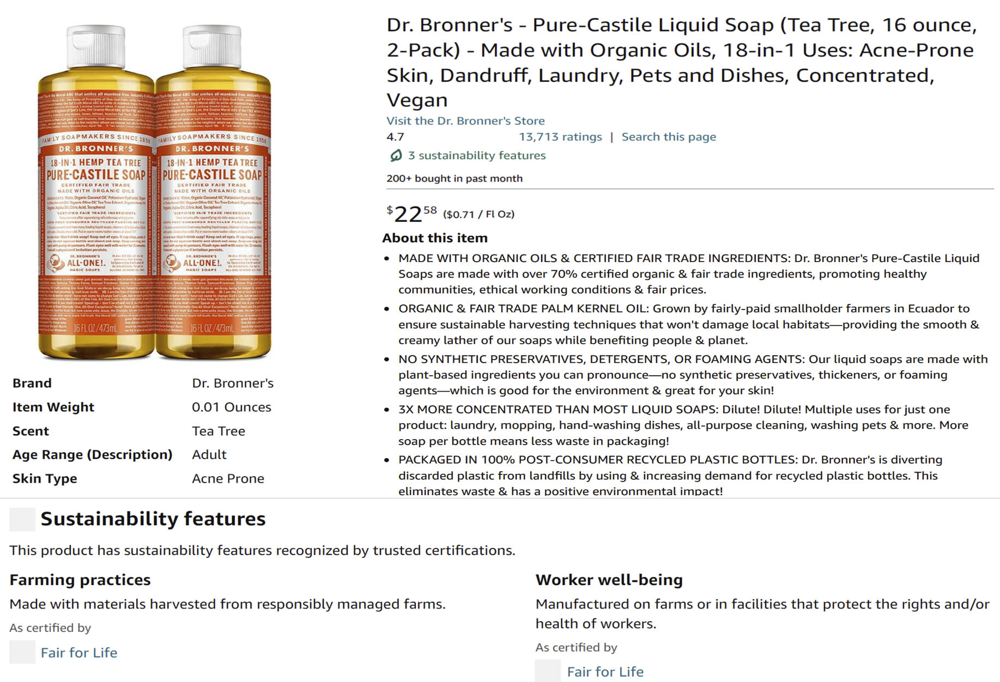 Dr. Bronner's - Pure-Castile Liquid Soap (Tea Tree, 16 ounce,
2-Pack) - Made with Organic Oils, 18-in-1 Uses: Acne-Prone
Skin, Dandruff, Laundry, Pets and Dishes, Concentrated,
Vegan
Visit the Dr. Bronner's Store
4.7 13,713 ratings | Search this page
3 sustainability features
200+ bought in past month
$22 58 ($0.71 / Fl Oz)
About this item
• MADE WITH ORGANIC OILS & CERTIFIED FAIR TRADE INGREDIENTS: Dr. Bronner's Pure-Castile Liquid
Soaps are made with over 70% certified organic & fair trade ingredients, promoting healthy
communities, ethical working conditions & fair prices.
• ORGANIC & FAIR TRADE PALM KERNEL OIL: Grown by fairly-paid smallholder farmers in Ecuador to
ensure sustainable harvesting techniques that won't damage local habitats—providing the smooth &
creamy lather of our soaps while benefiting people & planet.
• NO SYNTHETIC PRESERVATIVES, DETERGENTS, OR FOAMING AGENTS: Our liquid soaps are made with
plant-based ingredients you can pronounce—no synthetic preservatives, thickeners, or foaming
agents—which is good for the environment & great for your skin!
• 3X MORE CONCENTRATED THAN MOST LIQUID SOAPS: Dilute! Dilute! Multiple uses for just one
product: laundry, mopping, hand-washing dishes, all-purpose cleaning, washing pets & more. More
soap per bottle means less waste in packaging!
• PACKAGED IN 100% POST-CONSUMER RECYCLED PLASTIC BOTTLES: Dr. Bronner's is diverting
discarded plastic from landfills by using & increasing demand for recycled plastic bottles. This
eliminates waste & has a positive environmental impact!
FAMILY SOAPMAKERS SINCE 1858
DR. BRONNER'S
18-IN-1 HEMP TEA TREE
PURE-CASTILE SOAP
CERTIFIED FAIR TRADE
MADE WITH ORGANIC OILS
DR. BRONNER'S
ALL-ONE!
MAGIC SOAPS
16 FL OZ/473mL
FAMILY SOAPMAKERS SINCE 1858
DR. BRONNER'S
18-IN-1 HEMP TEA TREE
PURE-CASTILE SOAP
CERTIFIED FAIR TRADE
MADE WITH ORGANIC OILS
DR. BRONNER'S
ALL-ONE!
MAGIC SOAPS
16 FL OZ/473mL
Brand Dr. Bronner's
Item Weight 0.01 Ounces
Scent Tea Tree
Age Range (Description) Adult
Skin Type Acne Prone
Sustainability features
This product has sustainability features recognized by trusted certifications.
Farming practices
Made with materials harvested from responsibly managed farms.
As certified by
Fair for Life
Worker well-being
Manufactured on farms or in facilities that protect the rights and/or
health of workers.
As certified by
Fair for Life